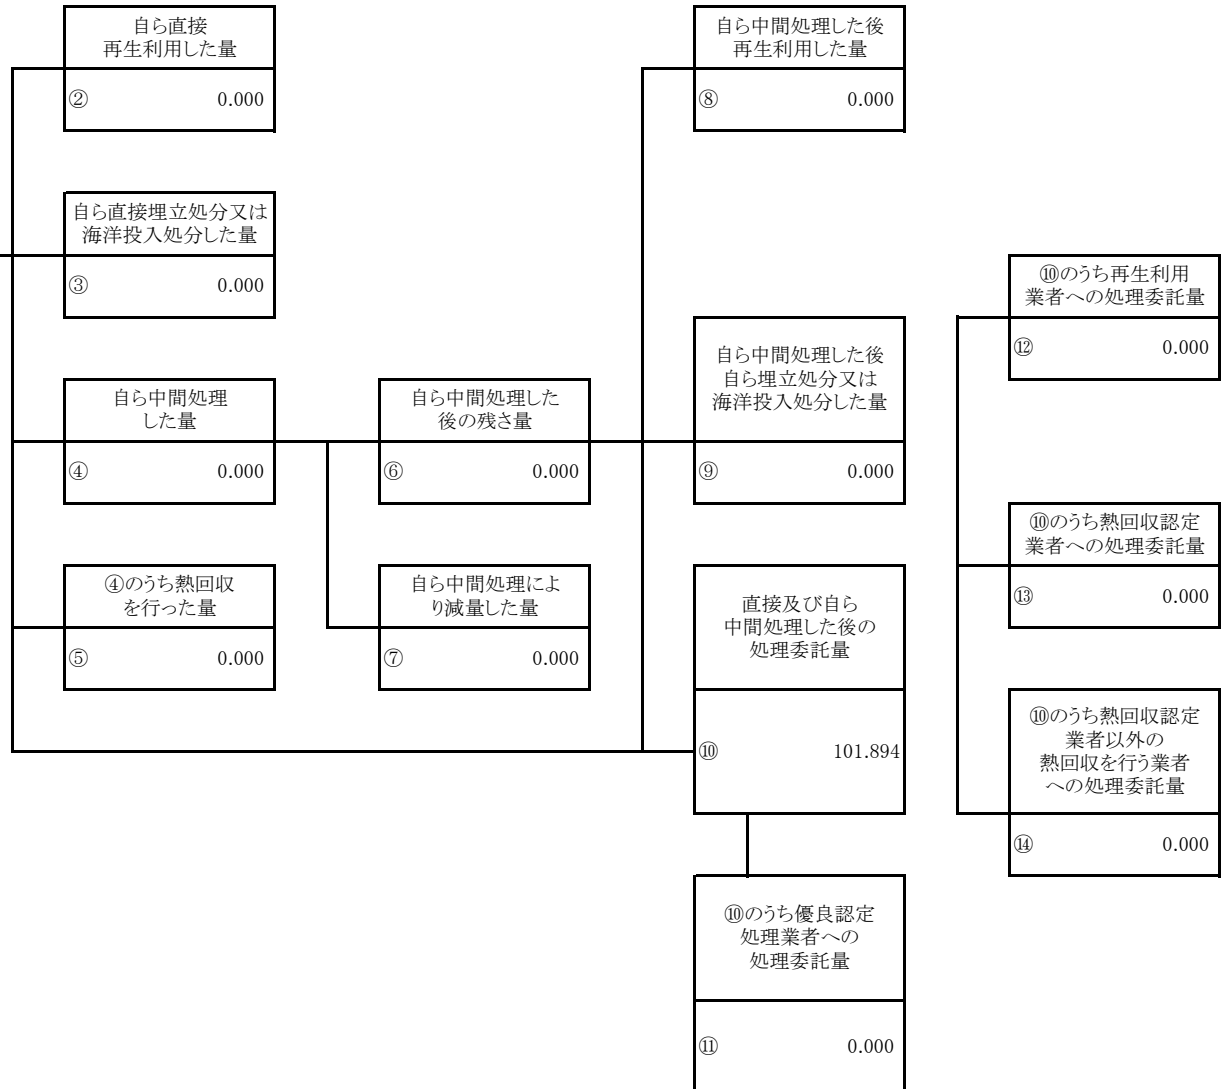 自ら直接
再生利用した量
② 0.000
自ら直接埋立処分又は
海洋投入処分した量
③ 0.000
自ら中間処理
した量
④ 0.000
④のうち熱回収
を行った量
⑤ 0.000
自ら中間処理した
後の残さ量
⑥ 0.000
自ら中間処理によ
り減量した量
⑦ 0.000
自ら中間処理した後
再生利用した量
⑧ 0.000
自ら中間処理した後
自ら埋立処分又は
海洋投入処分した量
⑨ 0.000
直接及び自ら
中間処理した後の
処理委託量
⑩ 101.894
⑩のうち優良認定
処理業者への
処理委託量
⑪ 0.000
⑩のうち再生利用
業者への処理委託量
⑫ 0.000
⑩のうち熱回収認定
業者への処理委託量
⑬ 0.000
⑩のうち熱回収認定
業者以外の
熱回収を行う業者
への処理委託量
⑭ 0.000